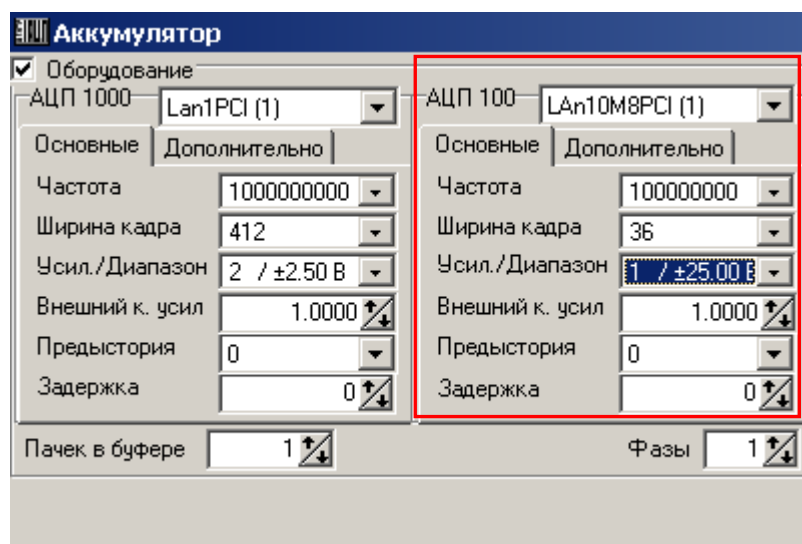 Аккумулятор
Оборудование
АЦП 1000 Lan1PCI (1)
Основные Дополнительно
Частота 1000000000
Ширина кадра 412
Усил./Диапазон 2 / ±2.50 В
Внешний к. усил 1.0000
Предыстория 0
Задержка 0
АЦП 100 LAn10M8PCI (1)
Основные Дополнительно
Частота 100000000
Ширина кадра 36
Усил./Диапазон 1 / ±25.00 В
Внешний к. усил 1.0000
Предыстория 0
Задержка 0
Пачек в буфере 1 Фазы 1